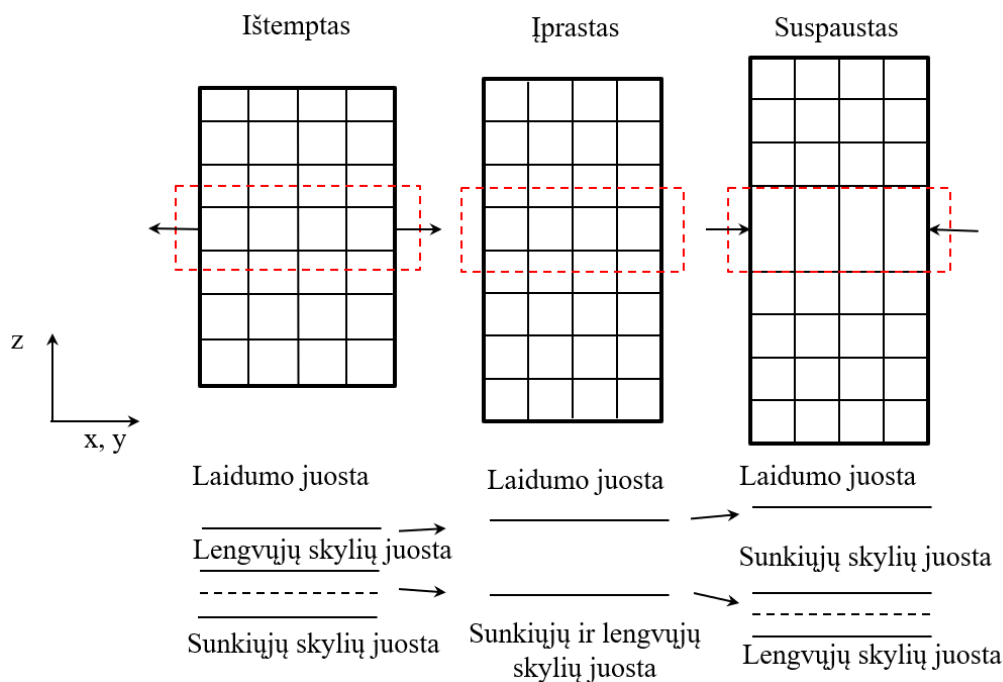 Ištemptas
Įprastas
Suspaustas
z
x, y
Laidumo juosta
Laidumo juosta
Laidumo juosta
Lengvųjų skylių juosta
Sunkiųjų skylių juosta
Sunkiųjų skylių juosta
Sunkiųjų ir lengvųjų
skylių juosta
Lengvųjų skylių juosta